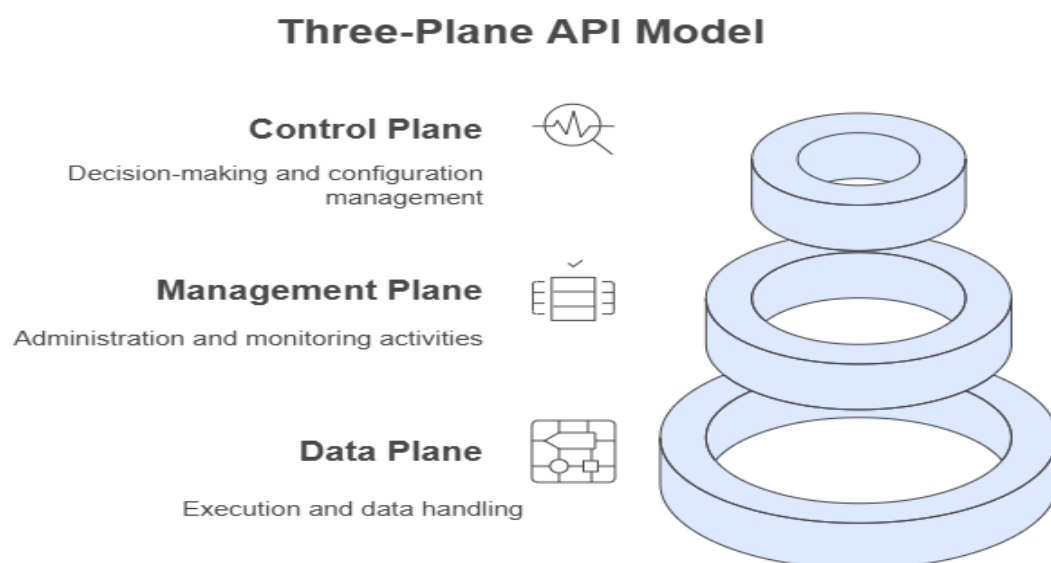 Three-Plane API Model
Control Plane
Decision-making and configuration
management
Management Plane
Administration and monitoring activities
Data Plane
Execution and data handling